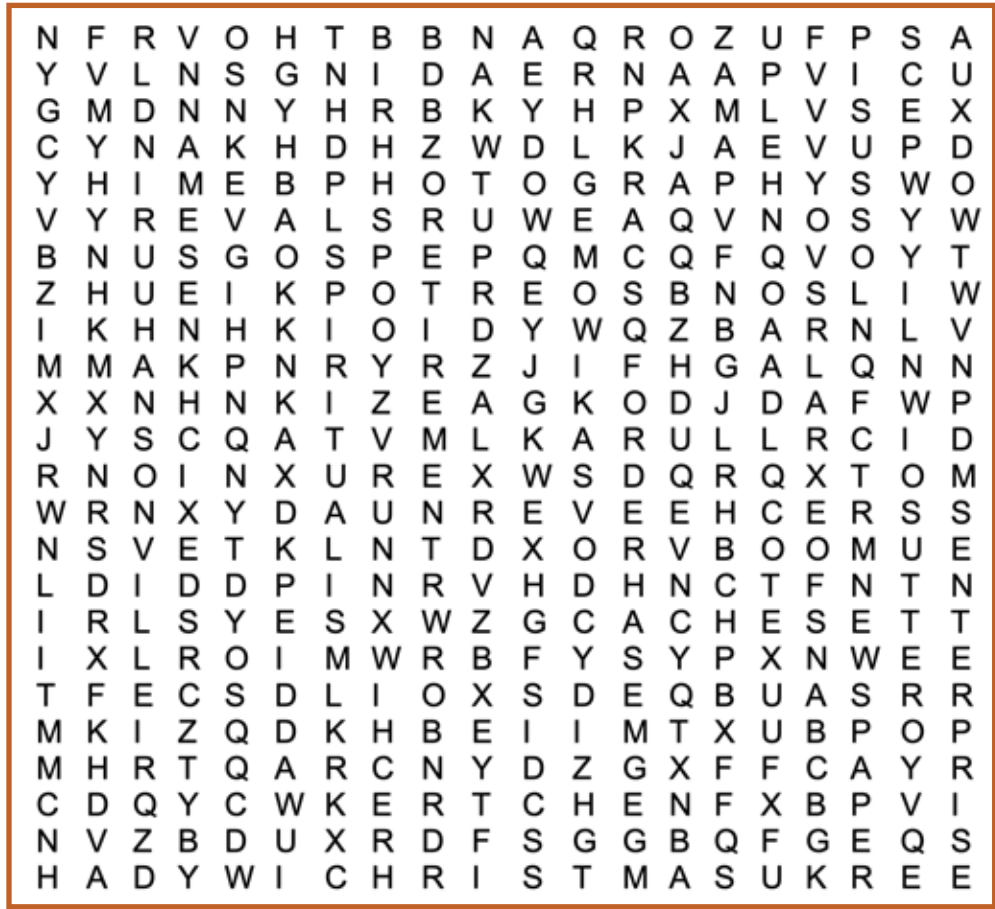 N F R V O H T B B N A Q R O Z U F P S A
Y V L N S G N I D A E R N A A P V I C U
G M D N N Y H R B K Y H P X M L V S E X
C Y N A K H D H Z W D L K J A E V U P D
Y H I M E B P H O T O G R A P H Y S W O
V Y R E V A L S R U W E A Q V N O S Y W
B N U S G O S P E P Q M C Q F Q V O Y T
Z H U E I K P O T R E O S B N O S L I W
I K H N H K I O I D Y W Q Z B A R N L V
M M A K P N R Y R Z J I F H G A L Q N N
X X N H N K I Z E A G K O D J D A F W P
J Y S C Q A T V M L K A R U L L R C I D
R N O I N X U R E X W S D Q R Q X T O M
W R N X Y D A U N R E V E E H C E R S S
N S V E T K L N T D X O R V B O O M U E
L D I D D P I N R V H D H N C T F N T N
I R L S Y E S X W Z G C A C H E S E T T
I X L R O I M W R B F Y S Y P X N W E E
T F E C S D L I O X S D E Q B U A S R R
M K I Z Q D K H B E I I M T X U B P O P
M H R T Q A R C N Y D Z G X F F C A Y R
C D Q Y C W K E R T C H E N F X B P V I
N V Z B D U X R D F S G G B Q F G E Q S
H A D Y W I C H R I S T M A S U K R E E